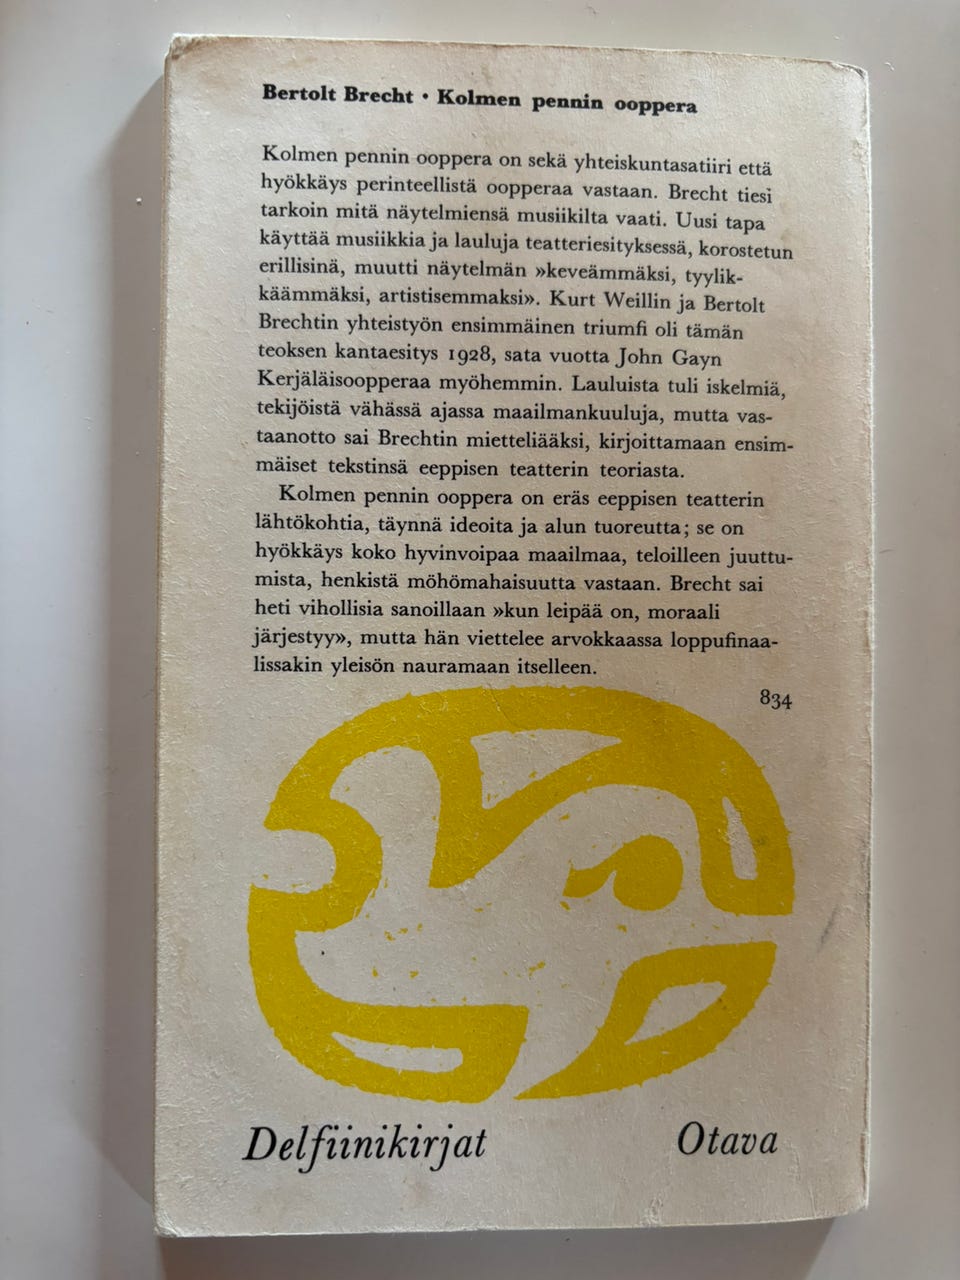 Bertolt Brecht • Kolmen pennin ooppera
Kolmen pennin ooppera on sekä yhteiskuntasatiiri että
hyökkäys perinteellistä oopperaa vastaan. Brecht tiesi
tarkoin mitä näytelmiensä musiikilta vaati. Uusi tapa
käyttää musiikkia ja lauluja teatteriesityksessä, korostetun
erillisinä, muutti näytelmän »keveämmäksi, tyylik-
käämmäksi, artistisemmaksi». Kurt Weillin ja Bertolt
Brechtin yhteistyön ensimmäinen triumfi oli tämän
teoksen kantaesitys 1928, sata vuotta John Gayn
Kerjäläisoopperaa myöhemmin. Lauluista tuli iskelmiä,
tekijöistä vähässä ajassa maailmankuuluja, mutta vas-
taanotto sai Brechtin mietteliääksi, kirjoittamaan ensim-
mäiset tekstinsä eeppisen teatterin teoriasta.
Kolmen pennin ooppera on eräs eeppisen teatterin
lähtökohtia, täynnä ideoita ja alun tuoreutta; se on
hyökkäys koko hyvinvoipaa maailmaa, teloilleen juuttu-
mista, henkistä möhömahaisuutta vastaan. Brecht sai
heti vihollisia sanoillaan »kun leipää on, moraali
järjestyy», mutta hän viettelee arvokkaassa loppufinaa-
lissakin yleisön nauramaan itselleen.
834
Delfiinikirjat
Otava